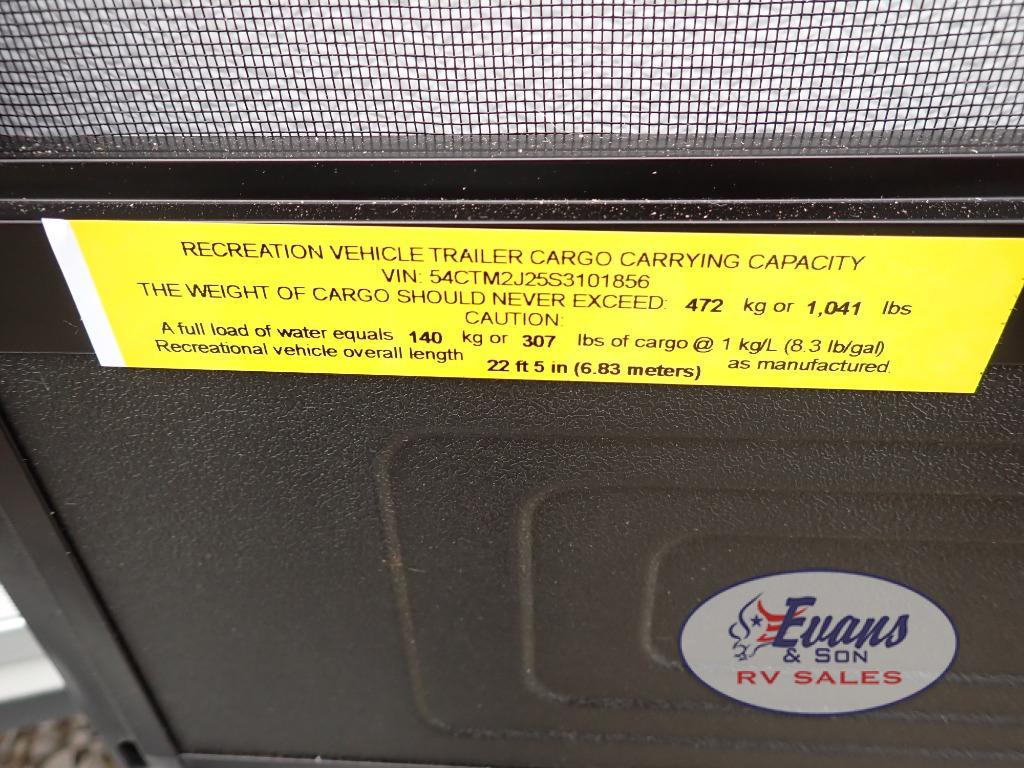 RECREATION VEHICLE TRAILER CARGO CARRYING CAPACITY
VIN: 54CTM2J25S3101856
THE WEIGHT OF CARGO SHOULD NEVER EXCEED: 472 kg or 1,041 lbs
CAUTION:
A full load of water equals 140 kg or 307 lbs of cargo @ 1 kg/L (8.3 lb/gal)
Recreational vehicle overall length 22 ft 5 in (6.83 meters) as manufactured.
Evans
& SON
RV SALES